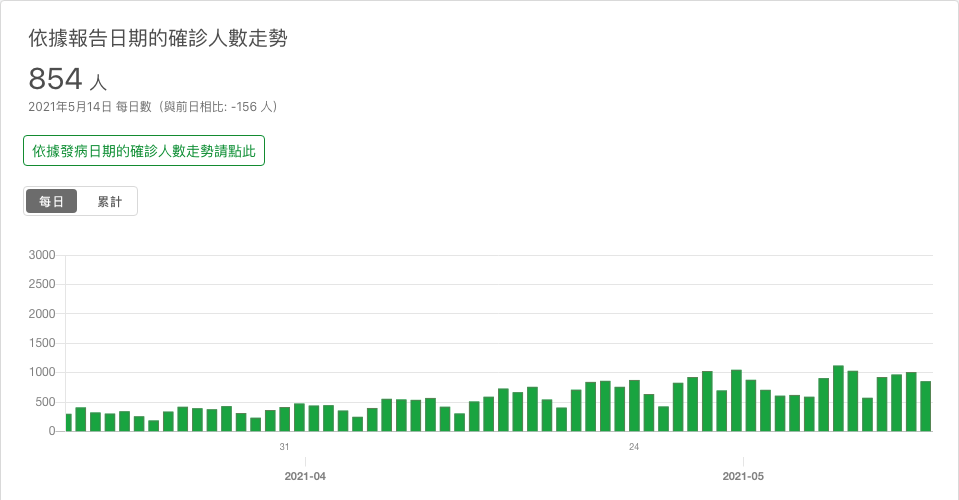 依據報告日期的確診人數走勢
854 人
2021年5月14日 每日數（與前日相比: -156 人）
依據發病日期的確診人數走勢請點此
每日 累計
3000
2500
2000
1500
1000
500
0
31 24
2021-04 2021-05